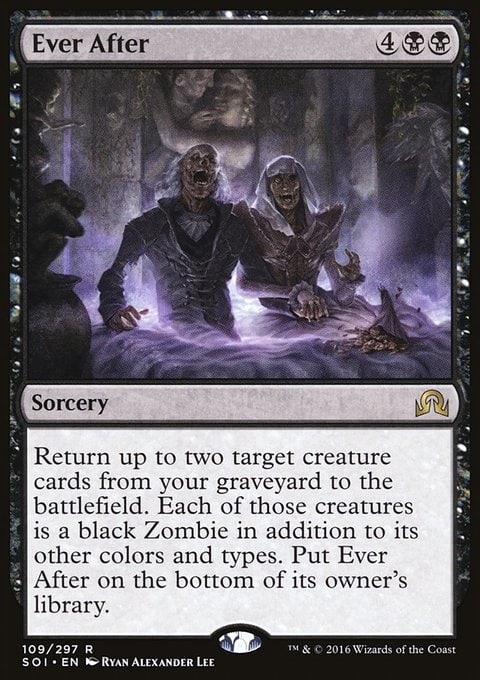 Ever After 4
Sorcery
Return up to two target creature
cards from your graveyard to the
battlefield. Each of those creatures
is a black Zombie in addition to its
other colors and types. Put Ever
After on the bottom of its owner's
library.
109/297 R
SOI • EN Ryan Alexander Lee
™ & © 2016 Wizards of the Coast